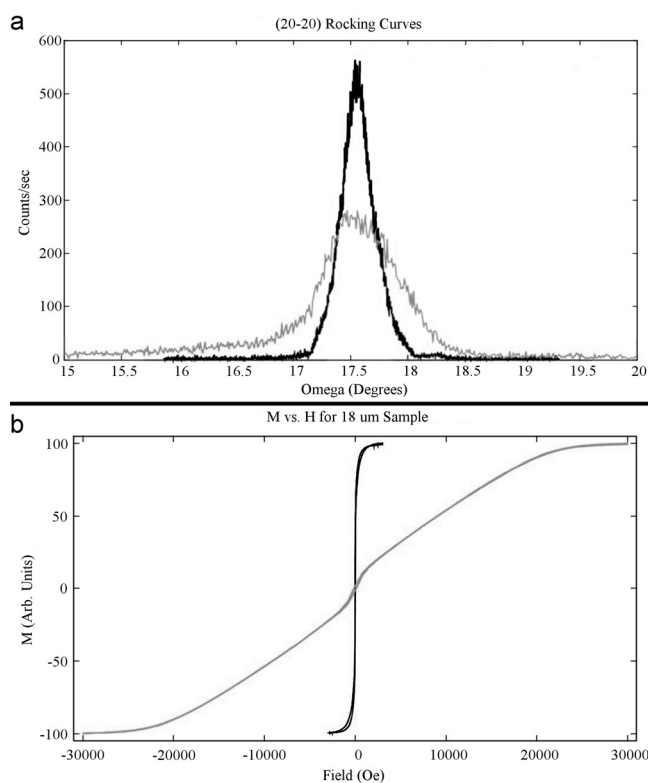 a
(20-20) Rocking Curves
600
500
400
300
200
100
0
Counts/sec
15 15.5 16 16.5 17 17.5 18 18.5 19 19.5 20
Omega (Degrees)
b
M vs. H for 18 um Sample
100
50
0
-50
-100
M (Arb. Units)
-30000 -20000 -10000 0 10000 20000 30000
Field (Oe)